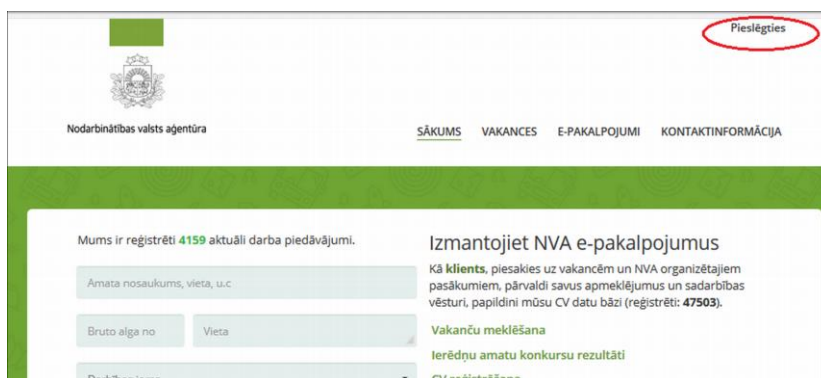 Pieslēgties
Nodarbinātības valsts aģentūra
SĀKUMS VAKANCES E-PAKALPOJUMI KONTAKTINFORMĀCIJA
Mums ir reģistrēti 4159 aktuāli darba piedāvājumi.
Amata nosaukums, vieta, u.c
Bruto alga no Vieta
Izmantojiet NVA e-pakalpojumus
Kā klients, piesakies uz vakancēm un NVA organizētajiem
pasākumiem, pārvaldi savus apmeklējumus un sadarbības
vēsturi, papildini mūsu CV datu bāzi (reģistrēti: 47503).
Vakanču meklēšana
Ierēdņu amatu konkursu rezultāti